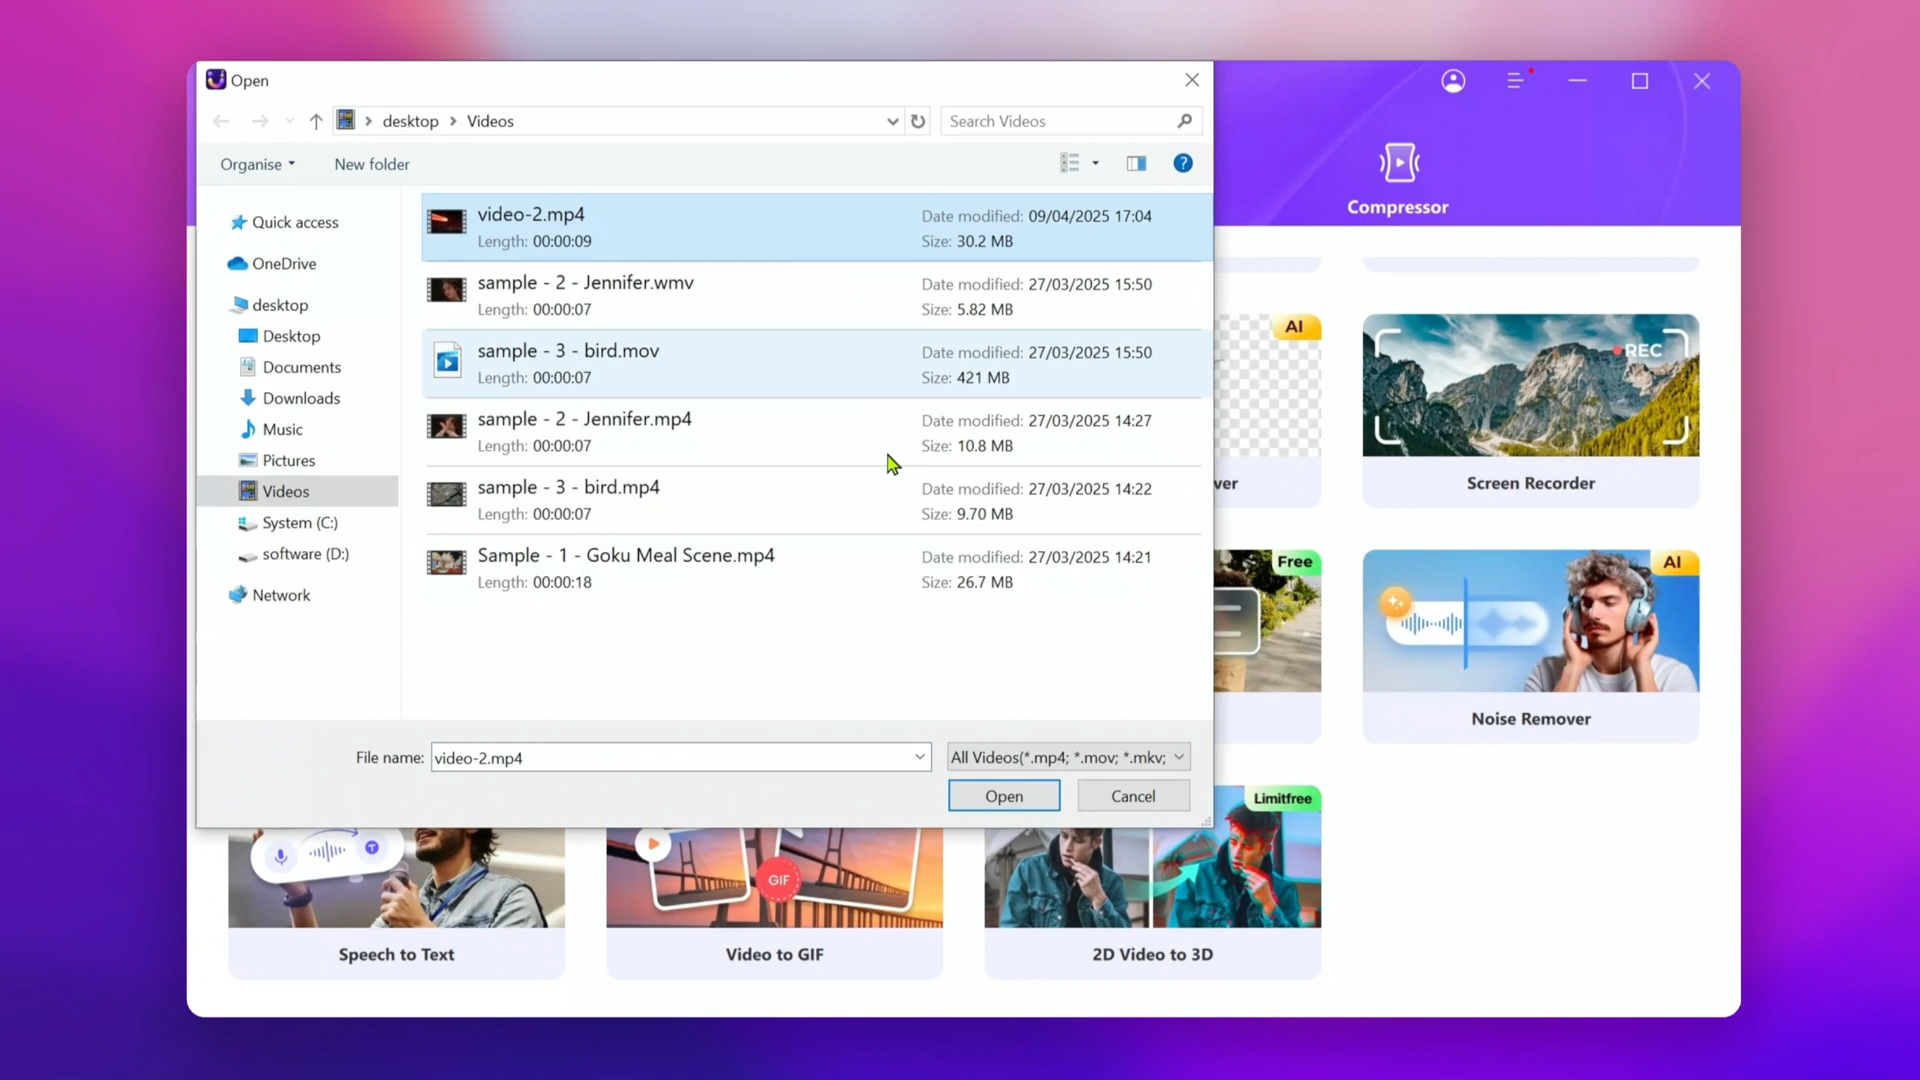 Open
desktop
Videos
Search Videos
Organise
New folder
Quick access
OneDrive
desktop
Desktop
Documents
Downloads
Music
Pictures
Videos
System (C:)
software (D:)
Network
video-2.mp4
Date modified: 09/04/2025 17:04
Length: 00:00:09
Size: 30.2 MB
sample - 2 - Jennifer.wmv
Date modified: 27/03/2025 15:50
Length: 00:00:07
Size: 5.82 MB
sample - 3 - bird.mov
Date modified: 27/03/2025 15:50
Length: 00:00:07
Size: 421 MB
sample - 2 - Jennifer.mp4
Date modified: 27/03/2025 14:27
Length: 00:00:07
Size: 10.8 MB
sample - 3 - bird.mp4
Date modified: 27/03/2025 14:22
Length: 00:00:07
Size: 9.70 MB
Sample - 1 - Goku Meal Scene.mp4
Date modified: 27/03/2025 14:21
Length: 00:00:18
Size: 26.7 MB
File name: video-2.mp4
All Videos(*.mp4; *.mov; *.mkv;
Open
Cancel
Compressor
AI
REC
ver
Screen Recorder
Free
AI
Noise Remover
Limitfree
T
GIF
Speech to Text
Video to GIF
2D Video to 3D